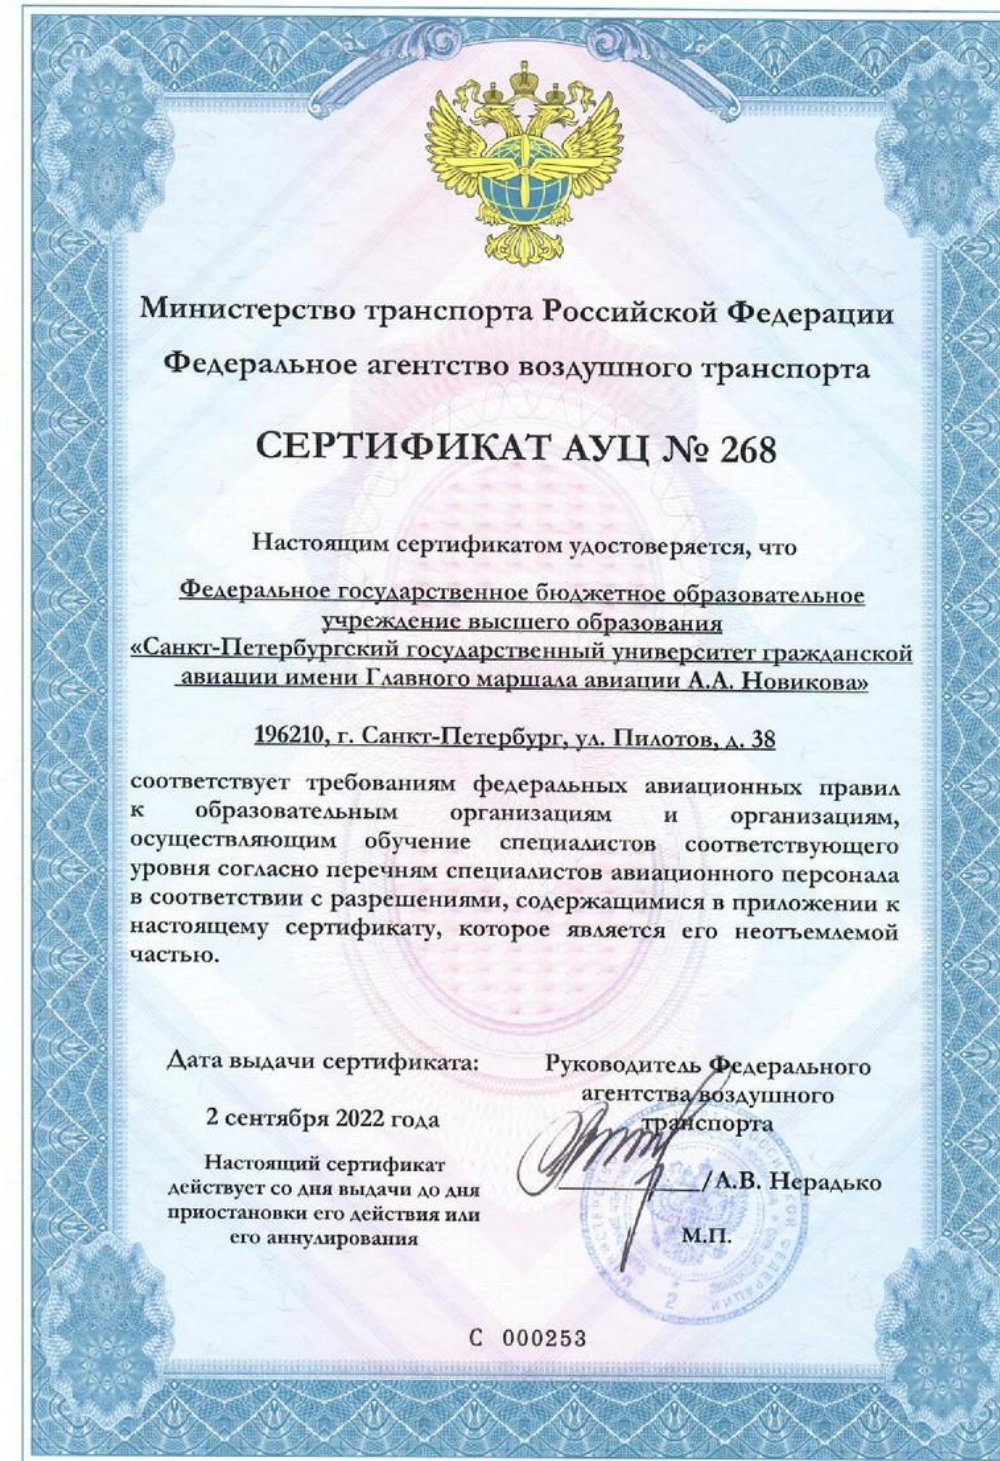 Министерство транспорта Российской Федерации
Федеральное агентство воздушного транспорта
СЕРТИФИКАТ АУЦ № 268
Настоящим сертификатом удостоверяется, что
Федеральное государственное бюджетное образовательное
учреждение высшего образования
«Санкт-Петербургский государственный университет гражданской
авиации имени Главного маршала авиации А.А. Новикова»
196210, г. Санкт-Петербург, ул. Пилотов, д. 38
соответствует требованиям федеральных авиационных правил
к образовательным организациям и организациям,
осуществляющим обучение специалистов соответствующего
уровня согласно перечням специалистов авиационного персонала
в соответствии с разрешениями, содержащимися в приложении к
настоящему сертификату, которое является его неотъемлемой
частью.
Дата выдачи сертификата:
2 сентября 2022 года
Настоящий сертификат
действует со дня выдачи до дня
приостановки его действия или
его аннулирования
Руководитель Федерального
агентства воздушного
транспорта
/А.В. Нерадько
М.П.
С 000253